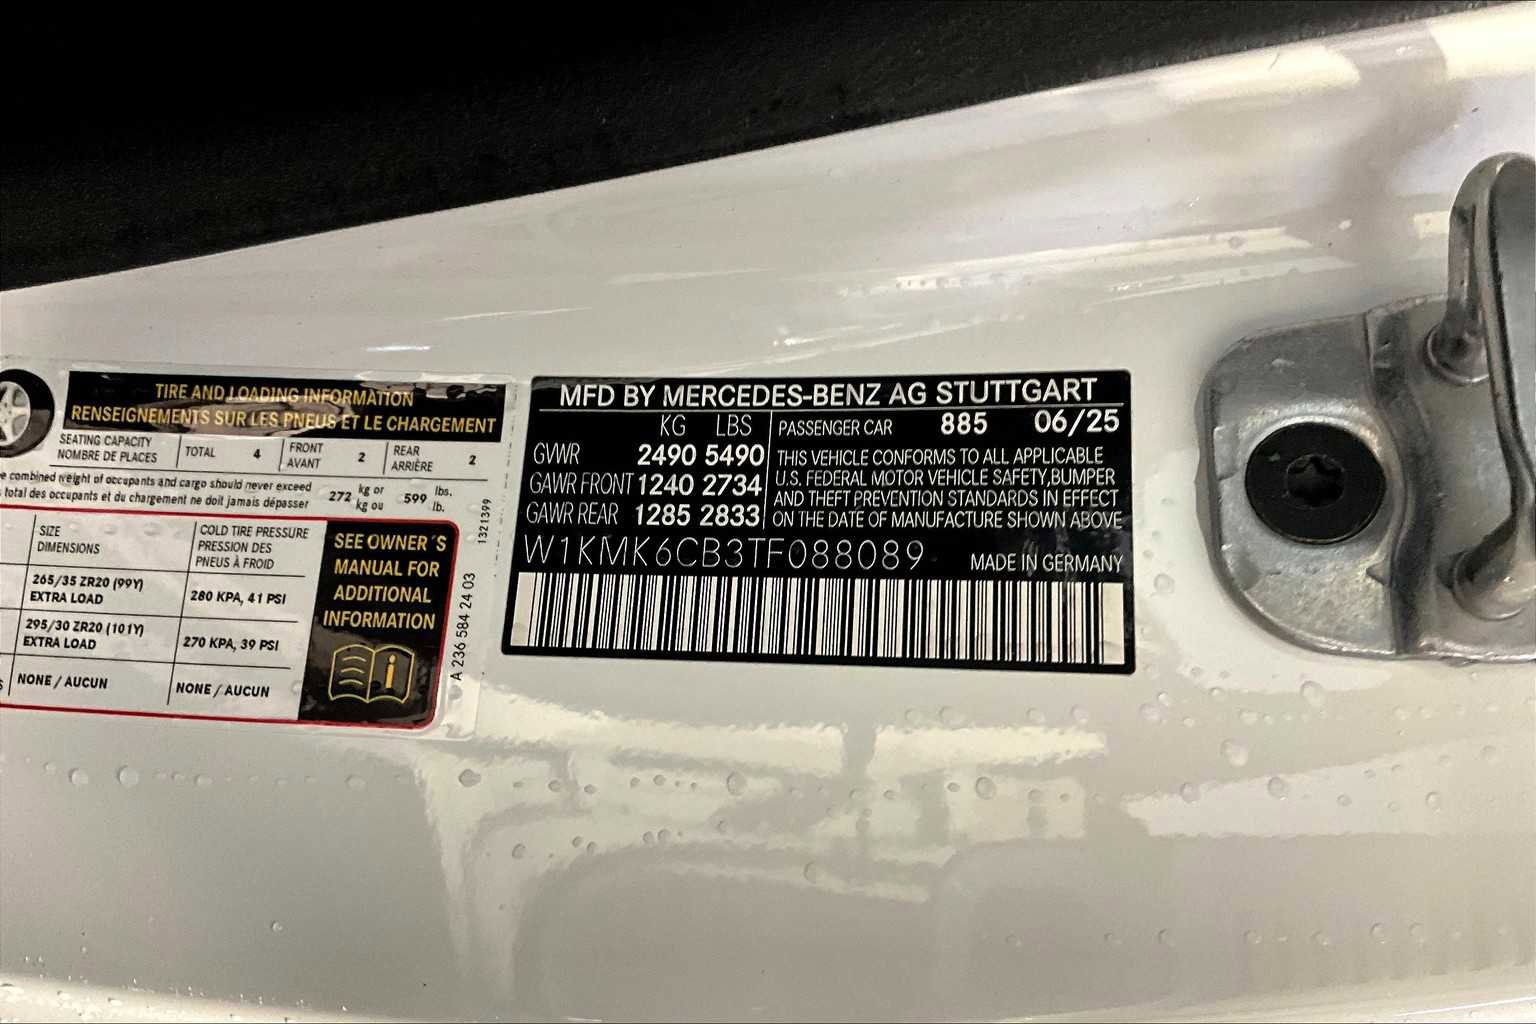 TIRE AND LOADING INFORMATION
RENSEIGNEMENTS SUR LES PNEUS ET LE CHARGEMENT
SEATING CAPACITY
NOMBRE DE PLACES
TOTAL 4
FRONT
AVANT 2
REAR
ARRIÈRE 2
combined weight of occupants and cargo should never exceed
total des occupants et du chargement ne doit jamais dépasser
272 kg or
kg ou
599 lbs.
lb.
SIZE
DIMENSIONS
COLD TIRE PRESSURE
PRESSION DES
PNEUS À FROID
265/35 ZR20 (99Y)
EXTRA LOAD
280 KPA, 41 PSI
295/30 ZR20 (101Y)
EXTRA LOAD
270 KPA, 39 PSI
NONE / AUCUN
NONE / AUCUN
SEE OWNER´S
MANUAL FOR
ADDITIONAL
INFORMATION
A 236 584 24 03
1321399
MFD BY MERCEDES-BENZ AG STUTTGART
KG LBS
GVWR 2490 5490
GAWR FRONT 1240 2734
GAWR REAR 1285 2833
PASSENGER CAR 885 06/25
THIS VEHICLE CONFORMS TO ALL APPLICABLE
U.S. FEDERAL MOTOR VEHICLE SAFETY,BUMPER
AND THEFT PREVENTION STANDARDS IN EFFECT
ON THE DATE OF MANUFACTURE SHOWN ABOVE
W1KMK6CB3TF088089
MADE IN GERMANY